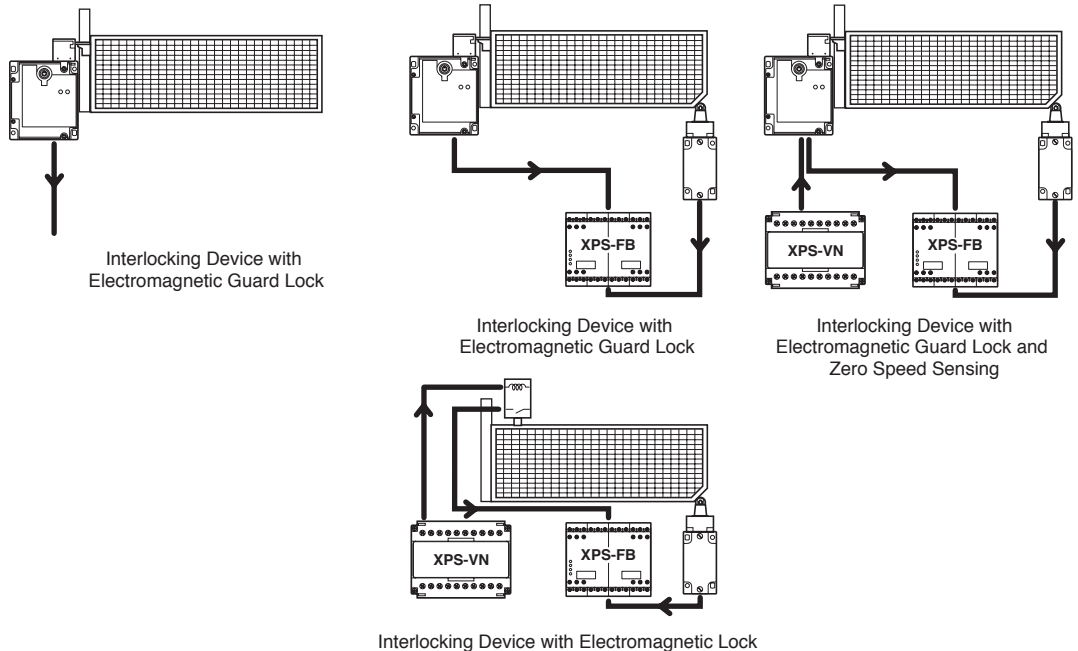 Interlocking Device with
Electromagnetic Guard Lock
XPS-FB
Interlocking Device with
Electromagnetic Guard Lock
XPS-VN
XPS-FB
Interlocking Device with
Electromagnetic Guard Lock and
Zero Speed Sensing
XPS-VN
XPS-FB
Interlocking Device with Electromagnetic Lock